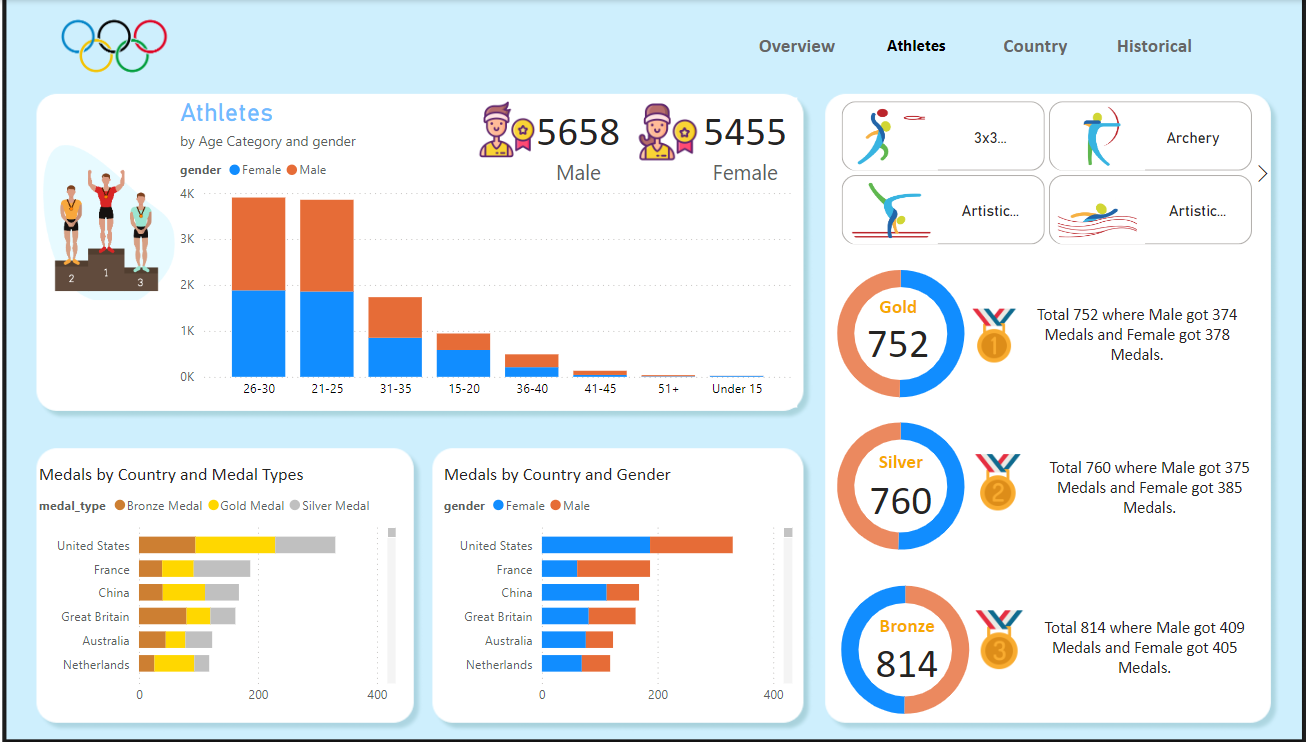 Overview Athletes Country Historical
Athletes
by Age Category and gender
gender Female Male
5658
Male
5455
Female
4K
3K
2K
1K
0K
26-30 21-25 31-35 15-20 36-40 41-45 51+ Under 15
2 1 3
3x3...
Archery
Artistic...
Artistic...
Gold
752
1
Total 752 where Male got 374
Medals and Female got 378
Medals.
Silver
760
2
Total 760 where Male got 375
Medals and Female got 385
Medals.
Bronze
814
3
Total 814 where Male got 409
Medals and Female got 405
Medals.
Medals by Country and Medal Types
medal_type Bronze Medal Gold Medal Silver Medal
United States
France
China
Great Britain
Australia
Netherlands
0 200 400
Medals by Country and Gender
gender Female Male
United States
France
China
Great Britain
Australia
Netherlands
0 200 400